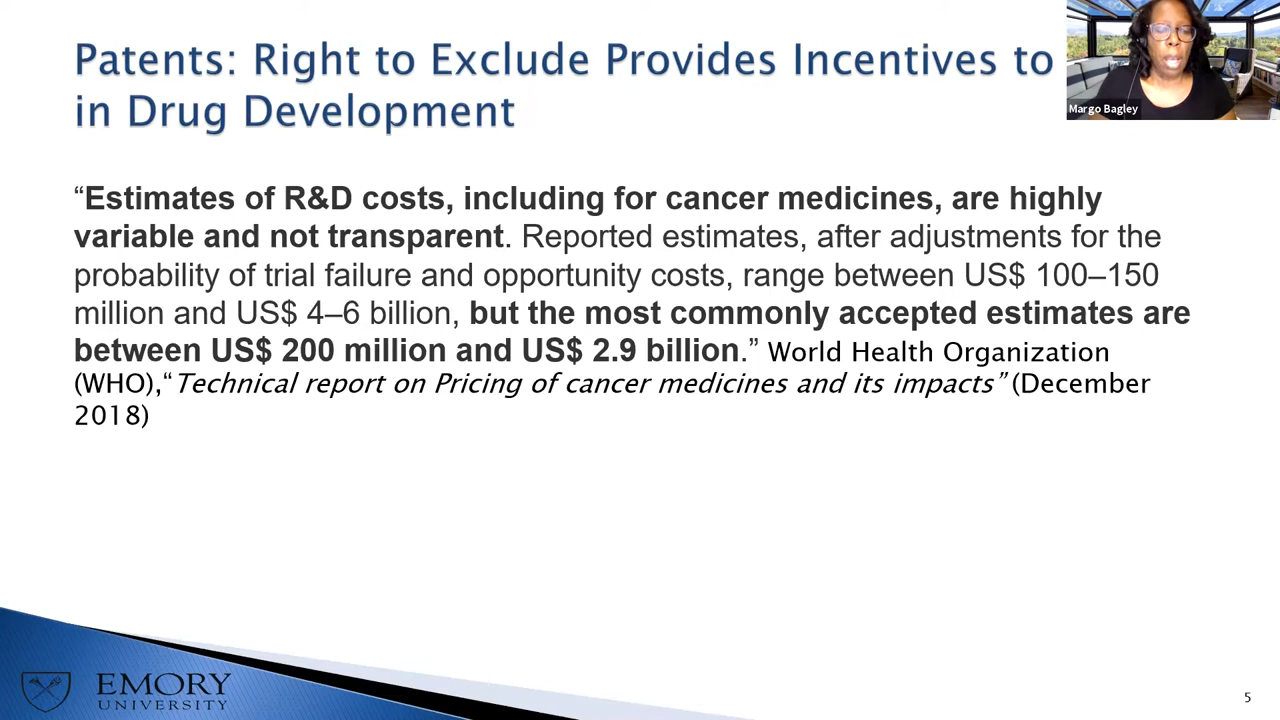 Patents: Right to Exclude Provides Incentives to
in Drug Development
Margo Bagley
“Estimates of R&D costs, including for cancer medicines, are highly
variable and not transparent. Reported estimates, after adjustments for the
probability of trial failure and opportunity costs, range between US$ 100–150
million and US$ 4–6 billion, but the most commonly accepted estimates are
between US$ 200 million and US$ 2.9 billion.” World Health Organization
(WHO),“Technical report on Pricing of cancer medicines and its impacts” (December
2018)
EMORY
UNIVERSITY
5